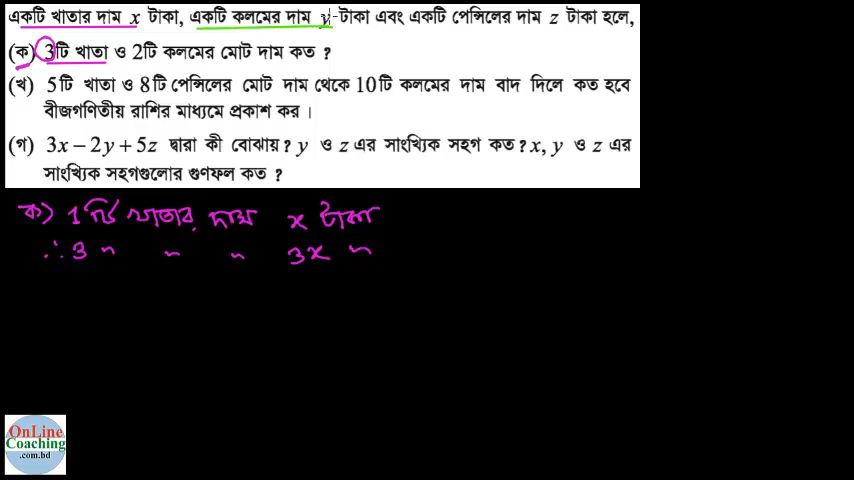 একটি খাতার দাম x টাকা, একটি কলমের দাম y টাকা এবং একটি পেন্সিলের দাম z টাকা হলে,
(ক) 3টি খাতা ও 2টি কলমের মোট দাম কত ?
(খ) 5টি খাতা ও 8টি পেন্সিলের মোট দাম থেকে 10টি কলমের দাম বাদ দিলে কত হবে
বীজগণিতীয় রাশির মাধ্যমে প্রকাশ কর ।
(গ) 3x – 2y + 5z দ্বারা কী বোঝায়? y ও z এর সাংখ্যিক সহগ কত? x, y ও z এর
সাংখ্যিক সহগগুলোর গুণফল কত ?
ক) 1টি খাতার দাম x টাকা
∴ 3 " " " 3x "
OnLine
Coaching
.com.bd